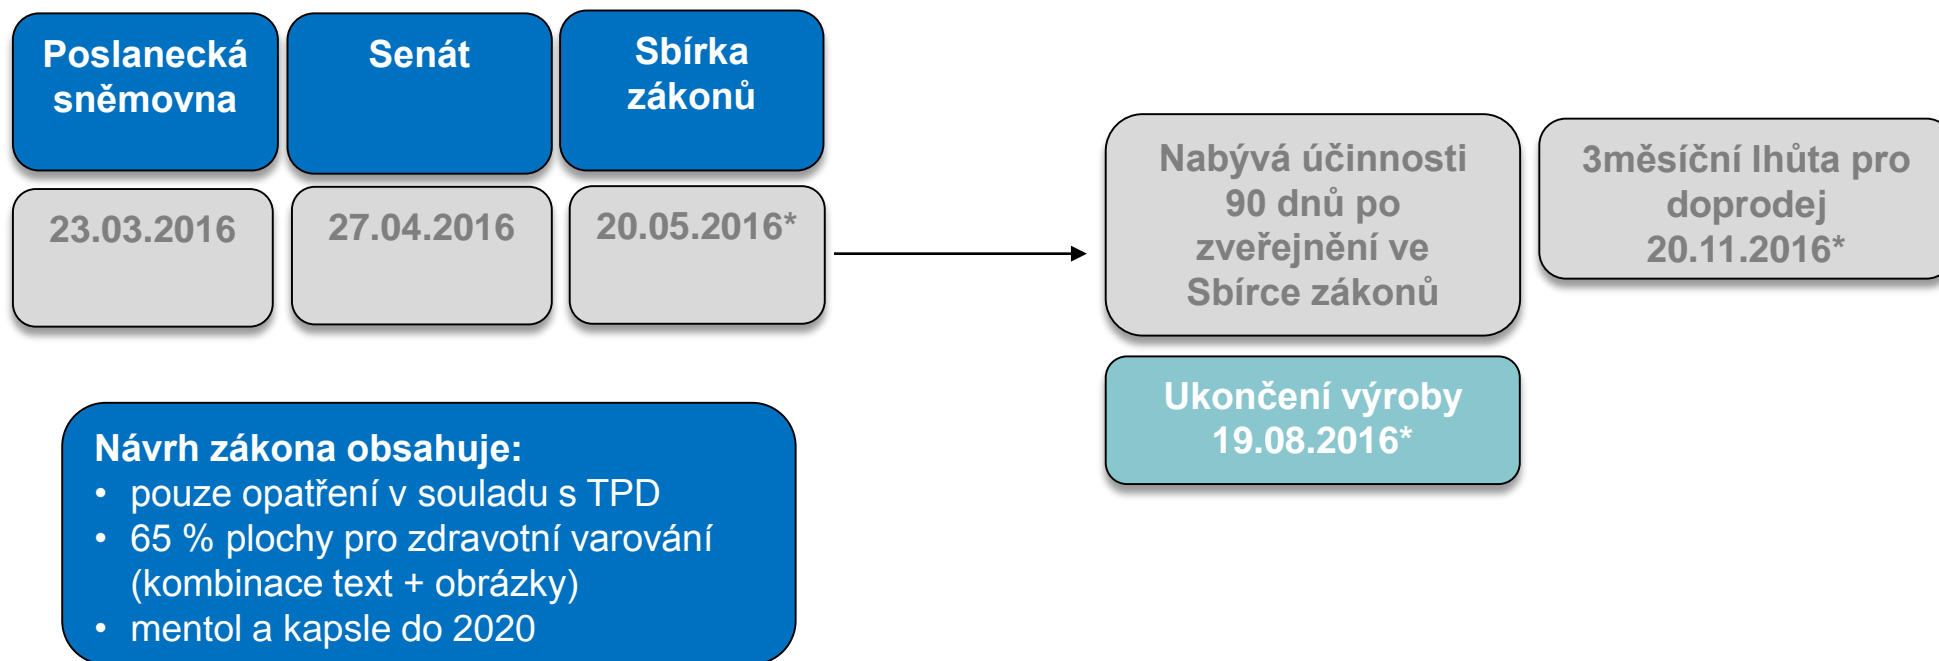 Poslanecká
sněmovna
23.03.2016
Senát
27.04.2016
Sbírka
zákonů
20.05.2016*
Nabývá účinnosti
90 dnů po
zveřejnění ve
Sbírce zákonů
Ukončení výroby
19.08.2016*
3měsíční lhůta pro
doprodej
20.11.2016*
Návrh zákona obsahuje:
• pouze opatření v souladu s TPD
• 65 % plochy pro zdravotní varování
(kombinace text + obrázky)
• mentol a kapsle do 2020